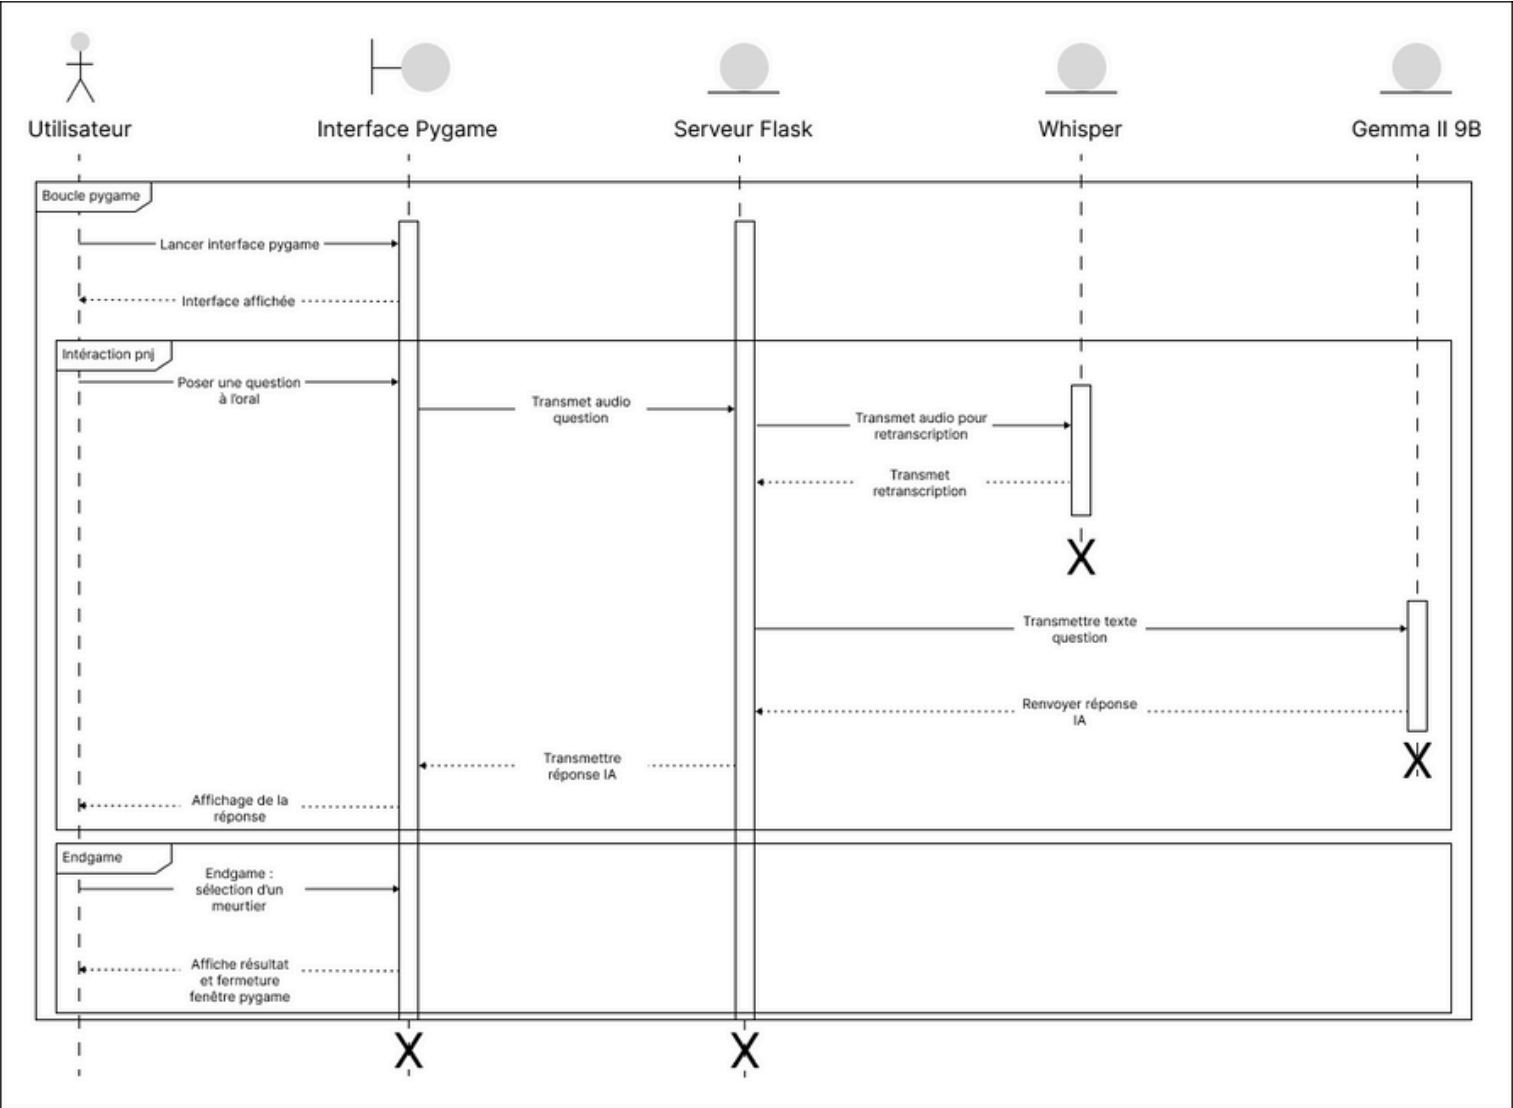 Utilisateur
Interface Pygame
Serveur Flask
Whisper
Gemma II 9B
Boucle pygame
Lancer interface pygame
Interface affichée
Intéraction pnj
Poser une question
à l'oral
Transmet audio
question
Transmet audio pour
retranscription
Transmet
retranscription
X
Transmettre texte
question
Renvoyer réponse
IA
X
Transmettre
réponse IA
Affichage de la
réponse
Endgame
Endgame :
sélection d'un
meurtier
Affiche résultat
et fermeture
fenêtre pygame
X
X